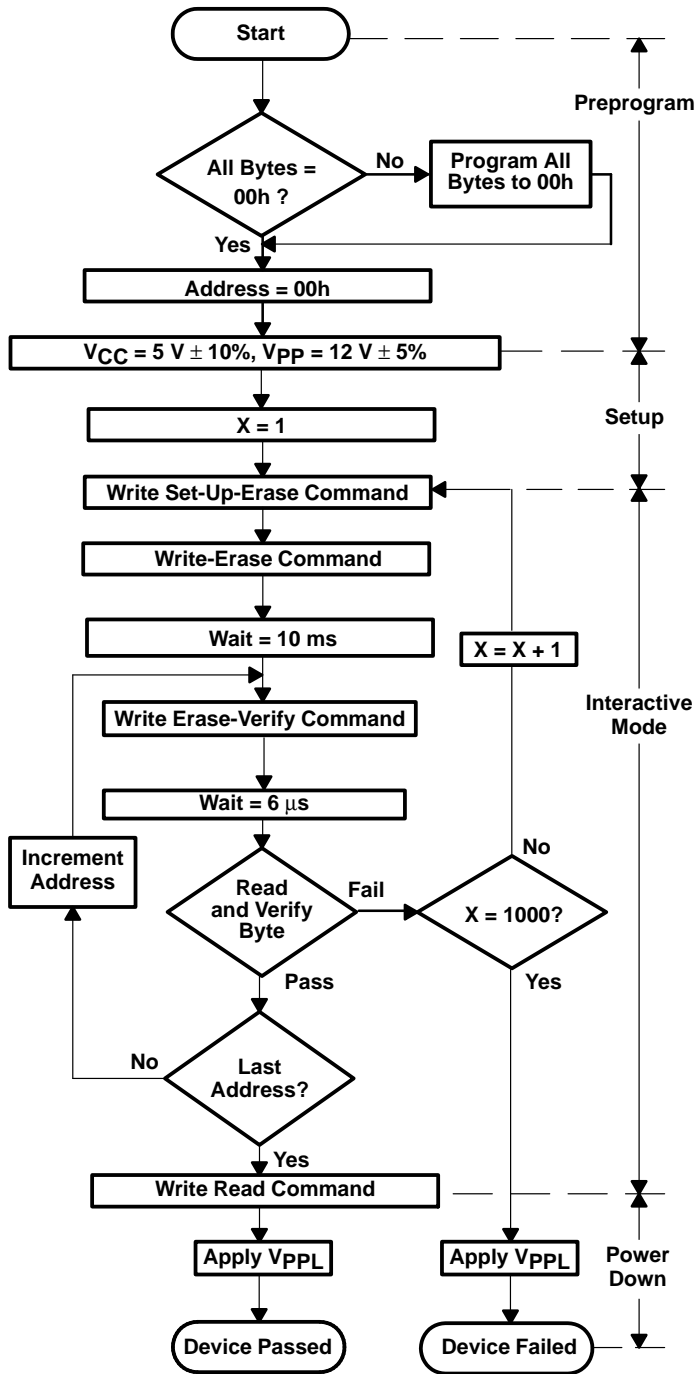 Start
Preprogram
All Bytes =
00h ?
No
Program All
Bytes to 00h
Yes
Address = 00h
VCC = 5 V ± 10%, VPP = 12 V ± 5%
X = 1
Setup
Write Set-Up-Erase Command
Write-Erase Command
Wait = 10 ms
X = X + 1
Interactive
Mode
Write Erase-Verify Command
Wait = 6 μs
Increment
Address
Read
and Verify
Byte
Fail
No
X = 1000?
Pass
Yes
No
Last
Address?
Yes
Write Read Command
Apply VPPL
Apply VPPL
Power
Down
Device Passed
Device Failed